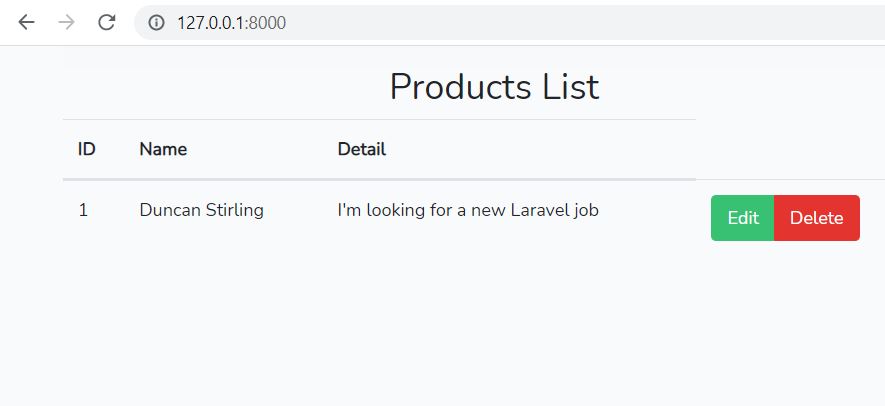 127.0.0.1:8000
Products List
ID Name Detail
1 Duncan Stirling I'm looking for a new Laravel job Edit Delete